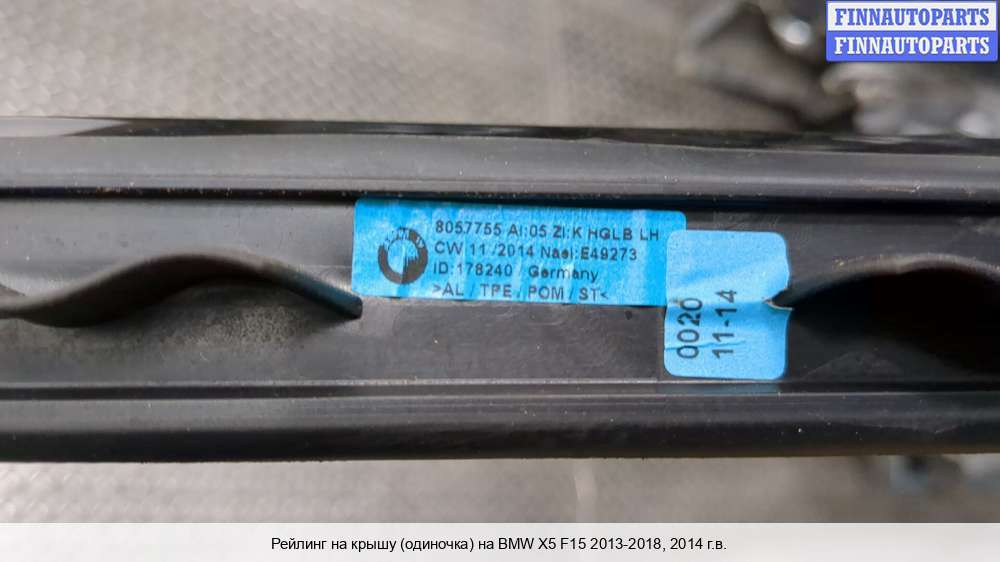 FINNAUTOPARTS
FINNAUTOPARTS
8057755 AI:05 ZI:K HGLB LH
CW 11/2014 Nael:E49273
ID:178240 / Germany
>AL / TPE / POM / ST<
0020
11-14
Рейлинг на крышу (одиночка) на BMW X5 F15 2013-2018, 2014 г.в.